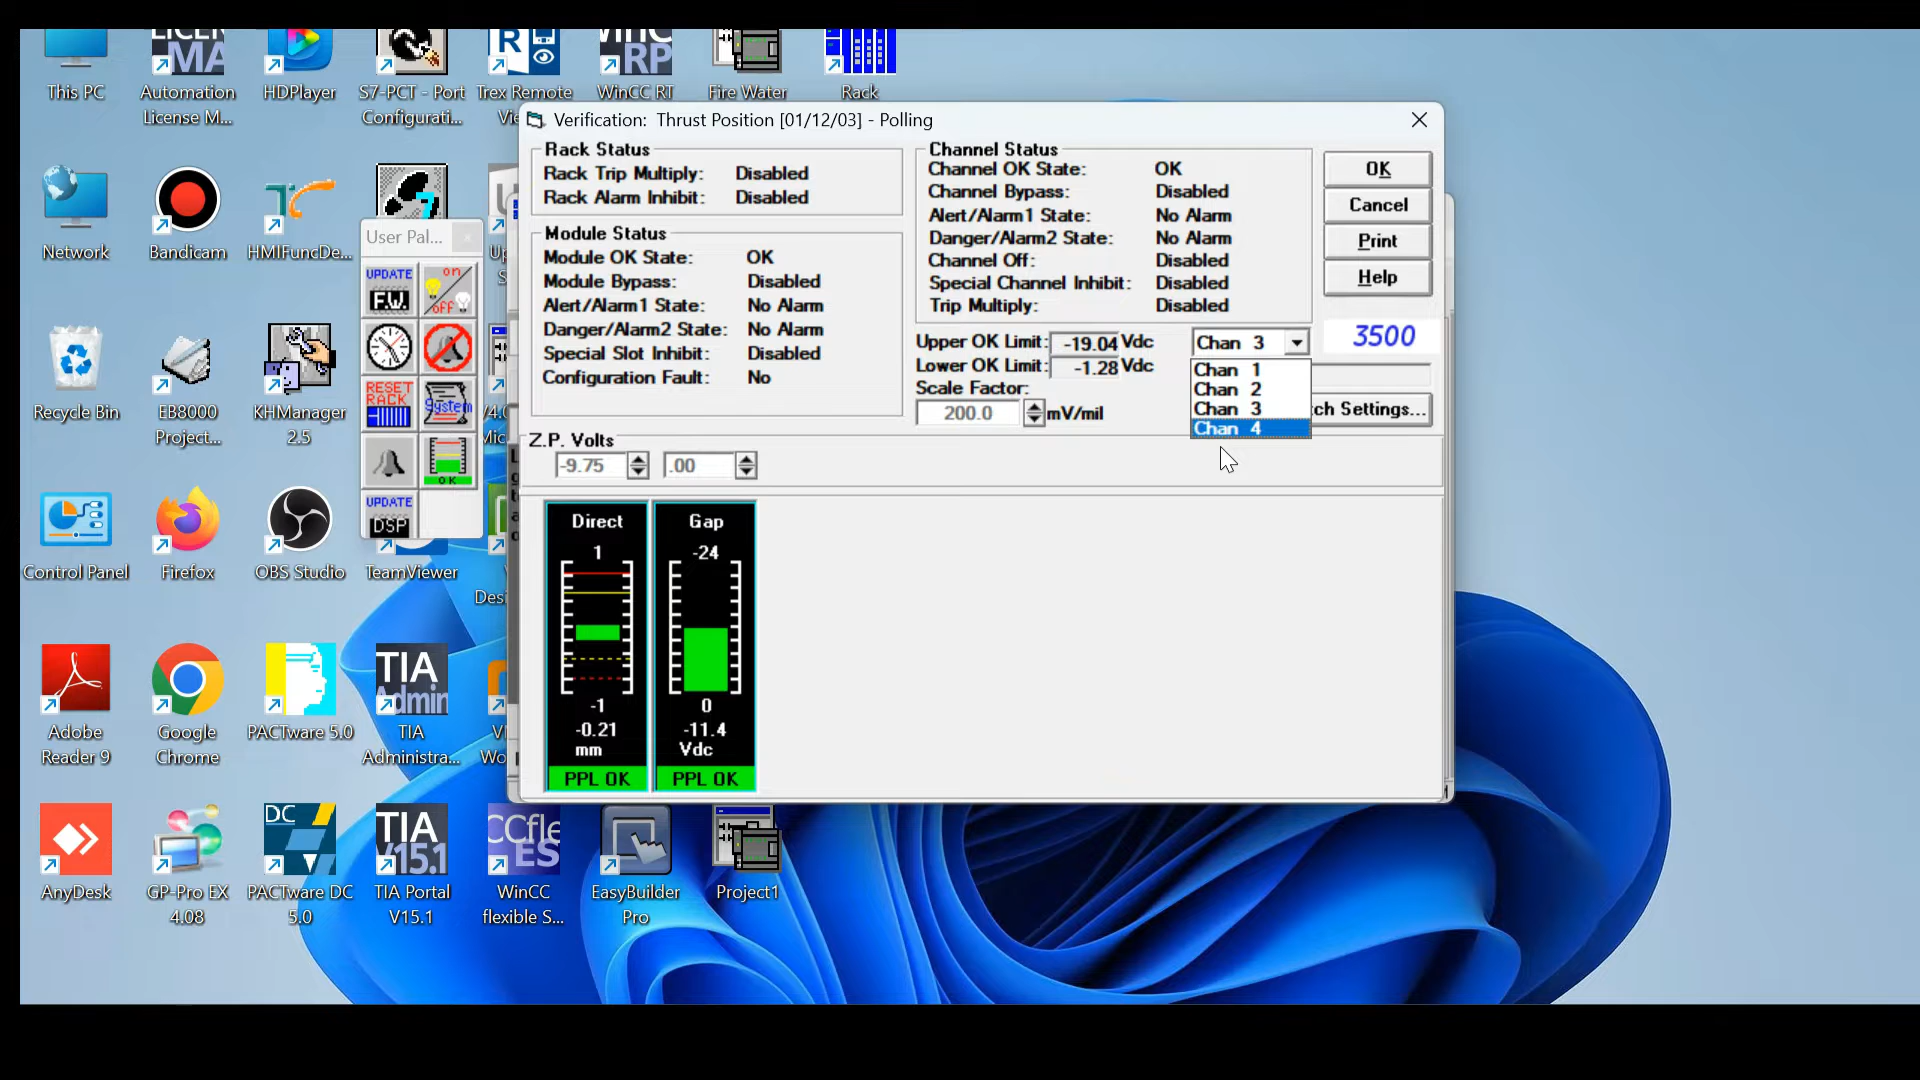 This PC
Automation
License M...
HDPlayer
S7-PCT - Port
Configurati...
Trex Remote
WinCC RT
Fire Water
Rack
Verification: Thrust Position [01/12/03] - Polling
Rack Status
Rack Trip Multiply: Disabled
Rack Alarm Inhibit: Disabled
Module Status
Module OK State: OK
Module Bypass: Disabled
Alert/Alarm1 State: No Alarm
Danger/Alarm2 State: No Alarm
Special Slot Inhibit: Disabled
Configuration Fault: No
Channel Status
Channel OK State: OK
Channel Bypass: Disabled
Alert/Alarm1 State: No Alarm
Danger/Alarm2 State: No Alarm
Channel Off: Disabled
Special Channel Inhibit: Disabled
Trip Multiply: Disabled
OK
Cancel
Print
Help
3500
Upper OK Limit: -19.04 Vdc
Lower OK Limit: -1.28 Vdc
Scale Factor:
200.0 mV/mil
Chan 3
Chan 1
Chan 2
Chan 3
Chan 4
ch Settings...
Z.P. Volts
-9.75 .00
Direct
1
-1
-0.21
mm
PPL OK
Gap
-24
0
-11.4
Vdc
PPL OK
User Pal...
UPDATE
F.W.
on
off
RESET
RACK
System
OK
UPDATE
DSP
Network
Bandicam
HMIFuncDe...
Recycle Bin
EB8000
Project...
KHManager
2.5
Control Panel
Firefox
OBS Studio
TeamViewer
Adobe
Reader 9
Google
Chrome
PACTware 5.0
TIA
Admin
TIA
Administra...
AnyDesk
GP-Pro EX
4.08
DC
PACTware DC
5.0
TIA
V15.1
TIA Portal
V15.1
CCfle
ES
WinCC
flexible S...
EasyBuilder
Pro
Project1